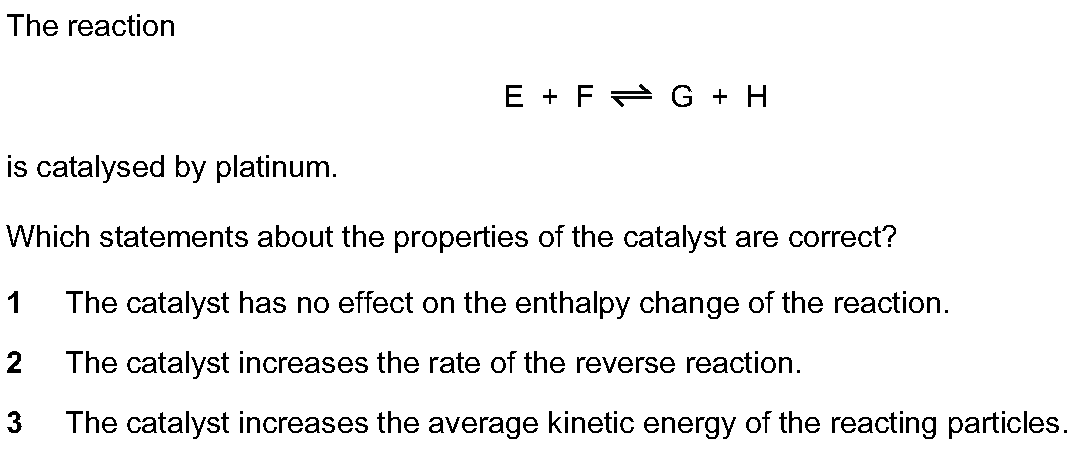 The reaction
E + F ⇌ G + H
is catalysed by platinum.
Which statements about the properties of the catalyst are correct?
1 The catalyst has no effect on the enthalpy change of the reaction.
2 The catalyst increases the rate of the reverse reaction.
3 The catalyst increases the average kinetic energy of the reacting particles.